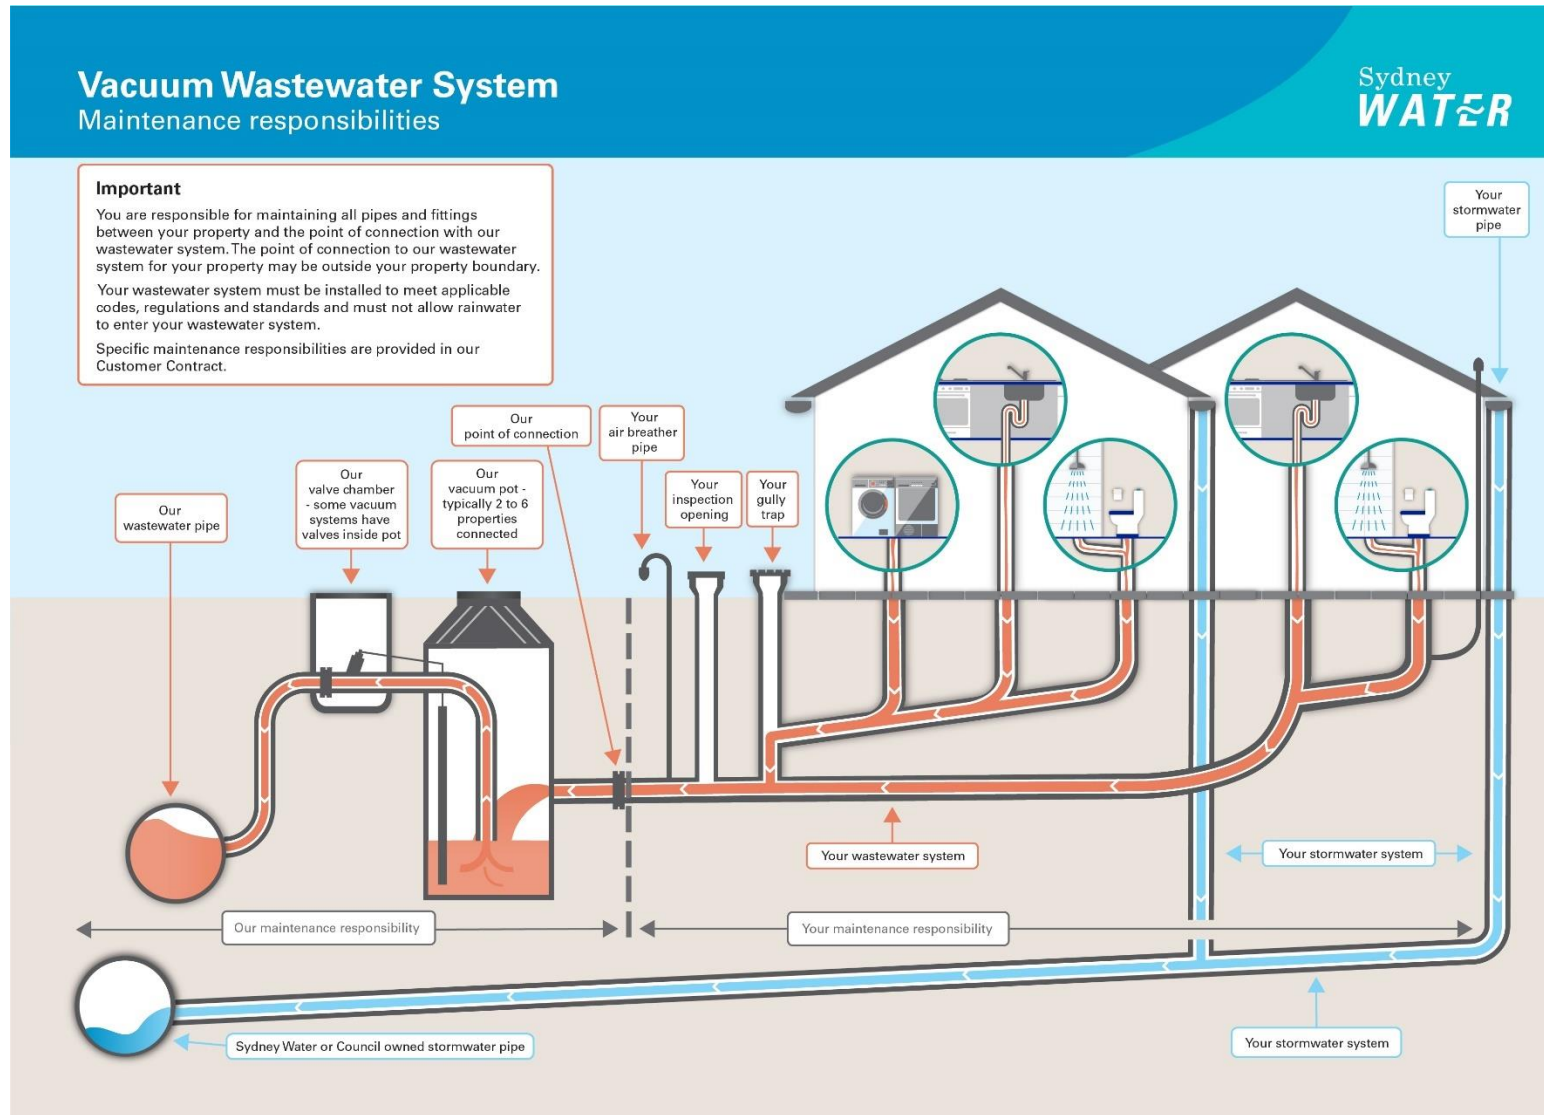 Vacuum Wastewater System
Maintenance responsibilities
Sydney
WATER
Important
You are responsible for maintaining all pipes and fittings
between your property and the point of connection with our
wastewater system. The point of connection to our wastewater
system for your property may be outside your property boundary.
Your wastewater system must be installed to meet applicable
codes, regulations and standards and must not allow rainwater
to enter your wastewater system.
Specific maintenance responsibilities are provided in our
Customer Contract.
Your
stormwater
pipe
Our
point of connection
Your
air breather
pipe
Our
wastewater pipe
Our
valve chamber
- some vacuum
systems have
valves inside pot
Our
vacuum pot -
typically 2 to 6
properties
connected
Your
inspection
opening
Your
gully
trap
Your wastewater system
Your stormwater system
Our maintenance responsibility
Your maintenance responsibility
Sydney Water or Council owned stormwater pipe
Your stormwater system